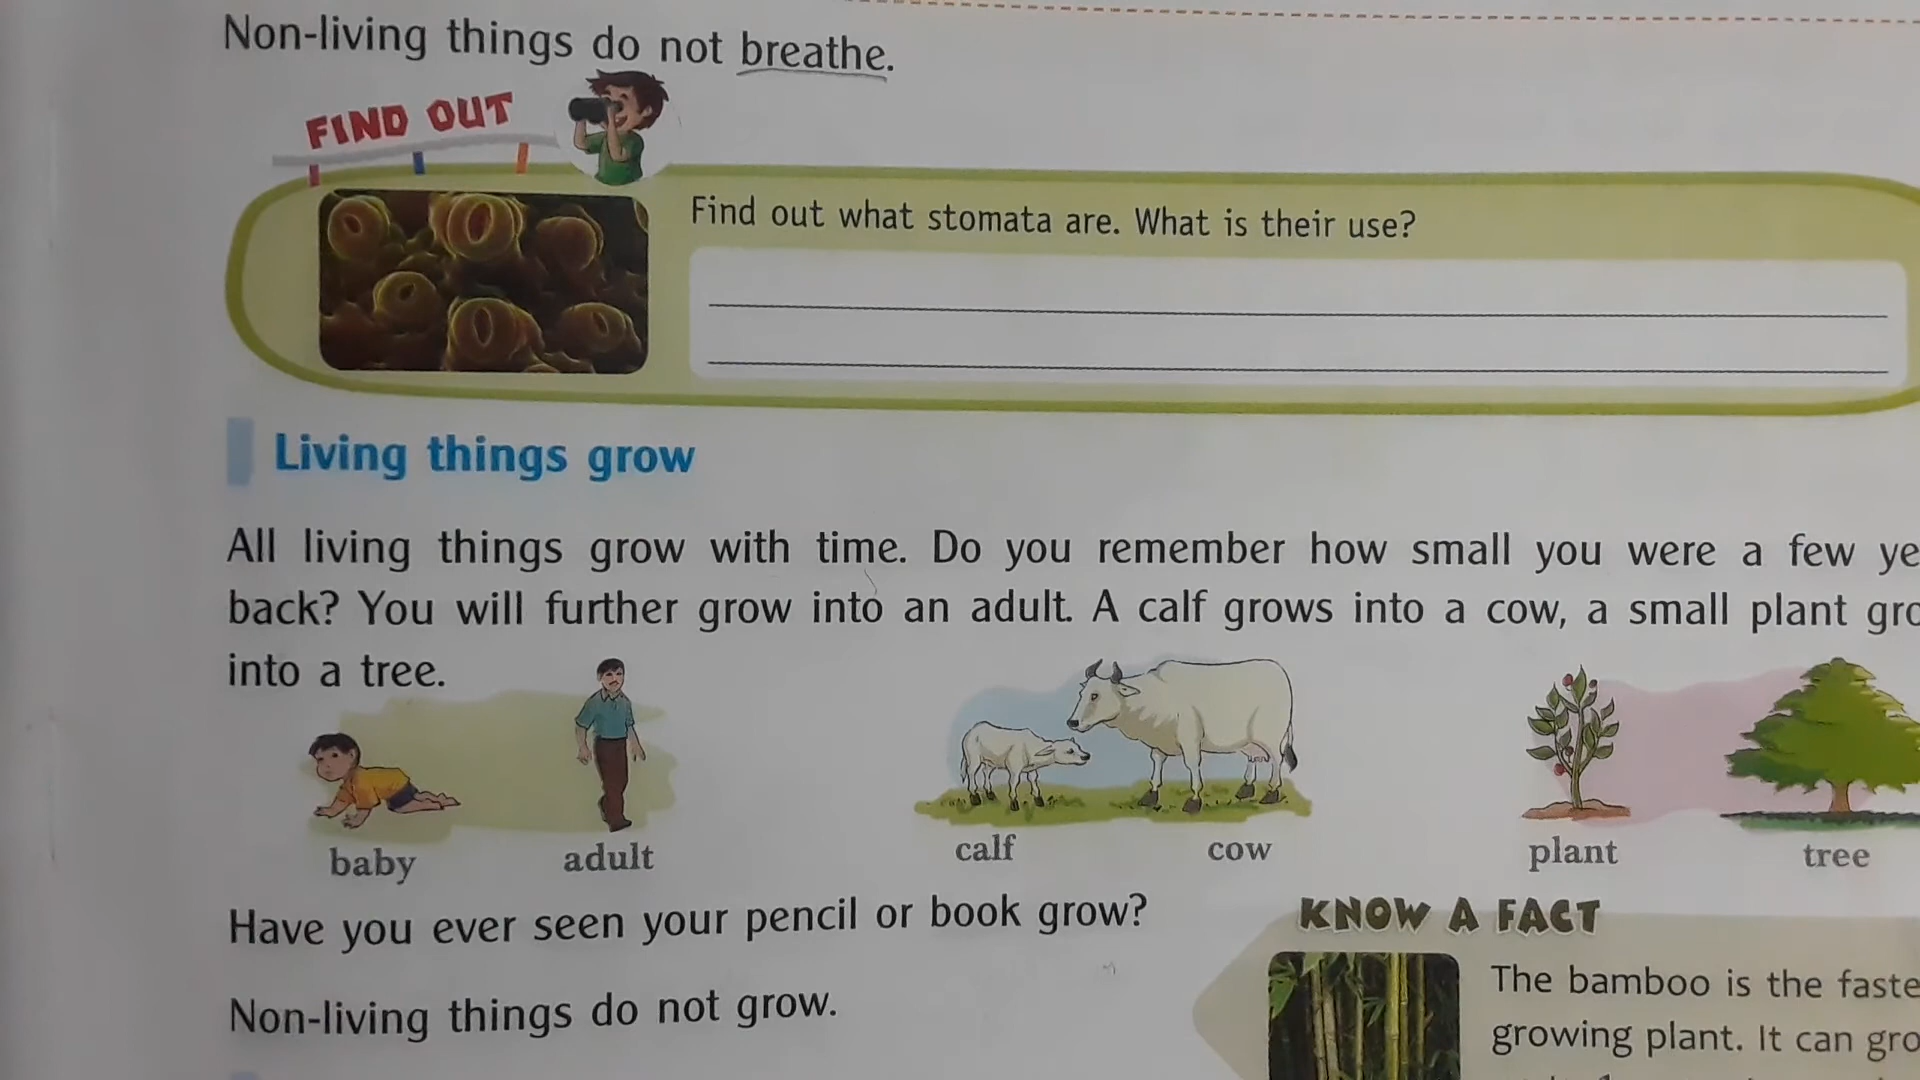 Non-living things do not breathe.
FIND OUT
Find out what stomata are. What is their use?
Living things grow
All living things grow with time. Do you remember how small you were a few
back? You will further grow into an adult. A calf grows into a cow, a small plant
into a tree.
baby adult calf cow plant tree
Have you ever seen your pencil or book grow?
Non-living things do not grow.
KNOW A FACT
The bamboo is the
growing plant. It can